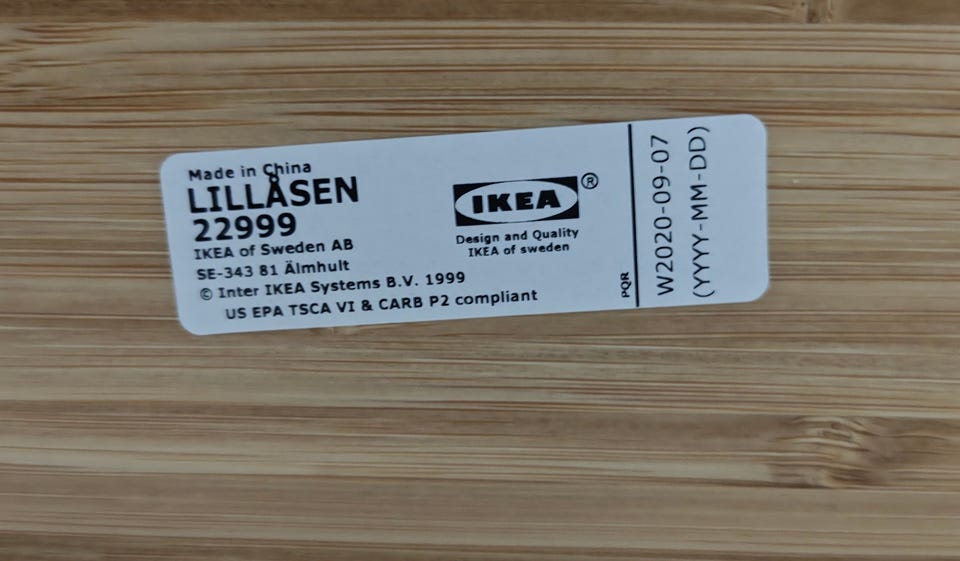 Made in China
LILLÅSEN
22999
IKEA of Sweden AB
SE-343 81 Älmhult
© Inter IKEA Systems B.V. 1999
US EPA TSCA VI & CARB P2 compliant
IKEA®
Design and Quality
IKEA of sweden
PQR
W2020-09-07
(YYYY-MM-DD)